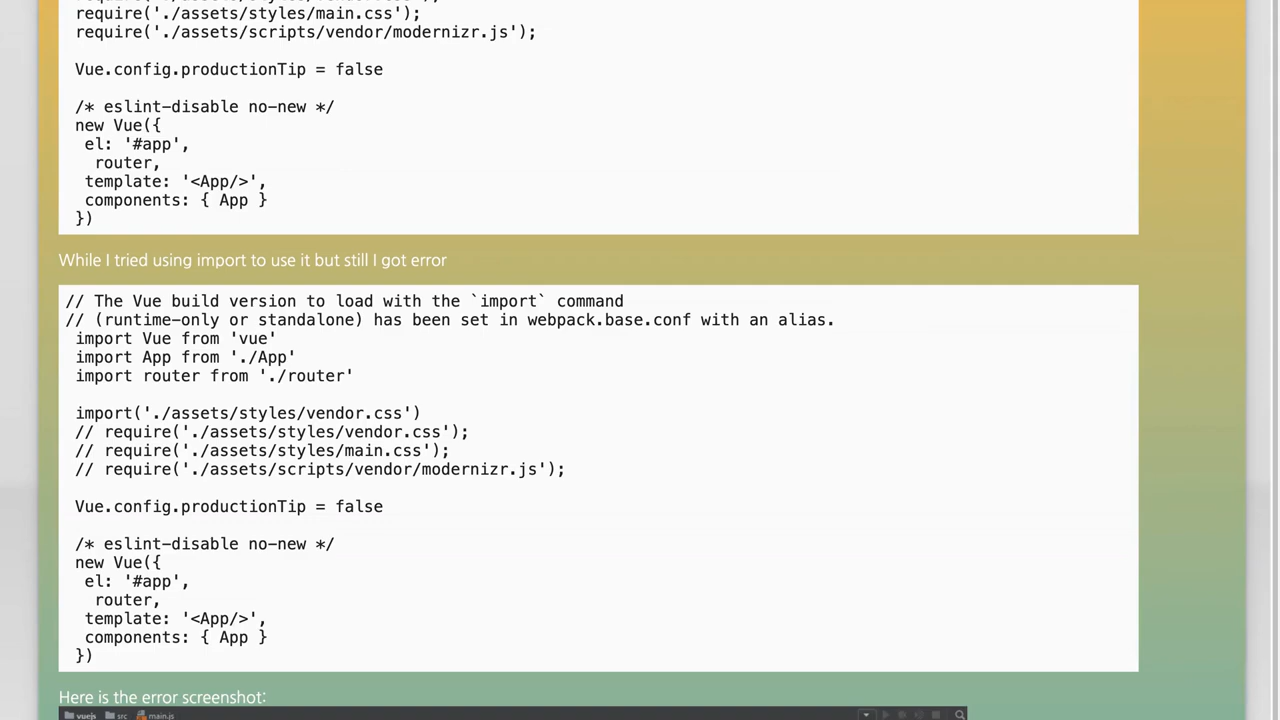 require('./assets/styles/main.css');
require('./assets/scripts/vendor/modernizr.js');
Vue.config.productionTip = false
/* eslint-disable no-new */
new Vue({
el: '#app',
router,
template: '<App/>',
components: { App }
})
While I tried using import to use it but still I got error
// The Vue build version to load with the `import` command
// (runtime-only or standalone) has been set in webpack.base.conf with an alias.
import Vue from 'vue'
import App from './App'
import router from './router'
import('./assets/styles/vendor.css')
// require('./assets/styles/vendor.css');
// require('./assets/styles/main.css');
// require('./assets/scripts/vendor/modernizr.js');
Vue.config.productionTip = false
/* eslint-disable no-new */
new Vue({
el: '#app',
router,
template: '<App/>',
components: { App }
})
Here is the error screenshot:
vuejs src main.js